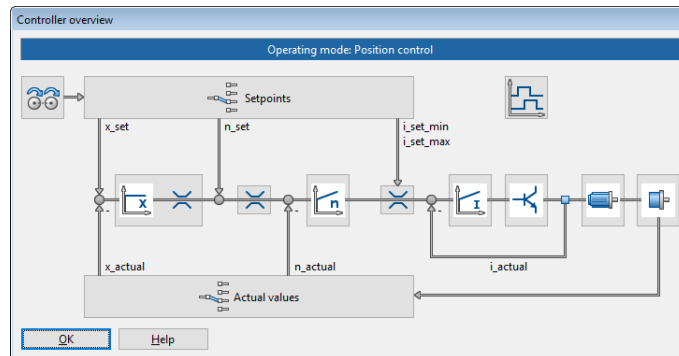 Controller overview
Operating mode: Position control
Setpoints
x_set
n_set
i_set_min
i_set_max
x
n
I
x_actual
n_actual
i_actual
Actual values
OK
Help